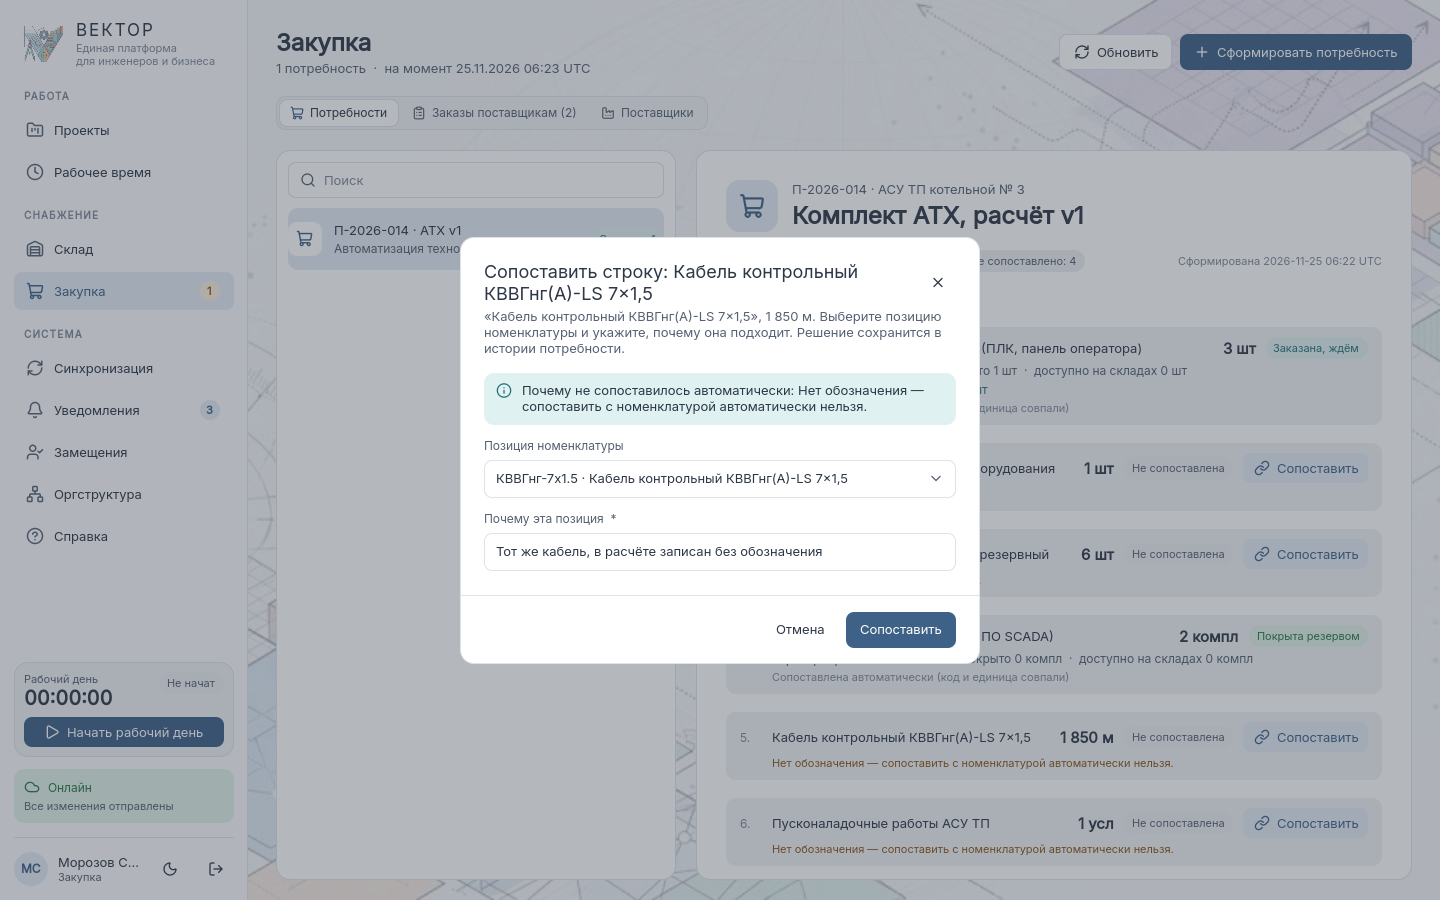 ВЕКТОР
Единая платформа
для инженеров и бизнеса
РАБОТА
Проекты
Рабочее время
СНАБЖЕНИЕ
Склад
Закупка
1
СИСТЕМА
Синхронизация
Уведомления
3
Замещения
Оргструктура
Справка
Рабочий день
00:00:00
Не начат
Начать рабочий день
Онлайн
Все изменения отправлены
МС
Морозов С...
Закупка
Закупка
1 потребность · на момент 25.11.2026 06:23 UTC
Обновить
Сформировать потребность
Потребности
Заказы поставщикам (2)
Поставщики
Поиск
П-2026-014 · АТХ v1
Автоматизация техно
П-2026-014 · АСУ ТП котельной № 3
Комплект АТХ, расчёт v1
сопоставлено: 4
Сформирована 2026-11-25 06:22 UTC
(ПЛК, панель оператора)
3 шт
Заказана, ждём
1 шт · доступно на складах 0 шт
шт
единица совпали)
1 шт
Не сопоставлена
Сопоставить
резервный
6 шт
Не сопоставлена
Сопоставить
ПО SCADA)
2 компл
Покрыта резервом
0 компл · доступно на складах 0 компл
Сопоставлена автоматически (код и единица совпали)
5.
Кабель контрольный КВВГнг(А)-LS 7×1,5
1 850 м
Не сопоставлена
Сопоставить
Нет обозначения — сопоставить с номенклатурой автоматически нельзя.
6.
Пусконаладочные работы АСУ ТП
1 усл
Не сопоставлена
Сопоставить
Нет обозначения — сопоставить с номенклатурой автоматически нельзя.
Сопоставить строку: Кабель контрольный
КВВГнг(А)-LS 7×1,5
«Кабель контрольный КВВГнг(А)-LS 7×1,5», 1 850 м. Выберите позицию
номенклатуры и укажите, почему она подходит. Решение сохранится в
истории потребности.
Почему не сопоставилось автоматически: Нет обозначения —
сопоставить с номенклатурой автоматически нельзя.
Позиция номенклатуры
КВВГнг-7х1.5 · Кабель контрольный КВВГнг(А)-LS 7×1,5
Почему эта позиция *
Тот же кабель, в расчёте записан без обозначения
Отмена
Сопоставить